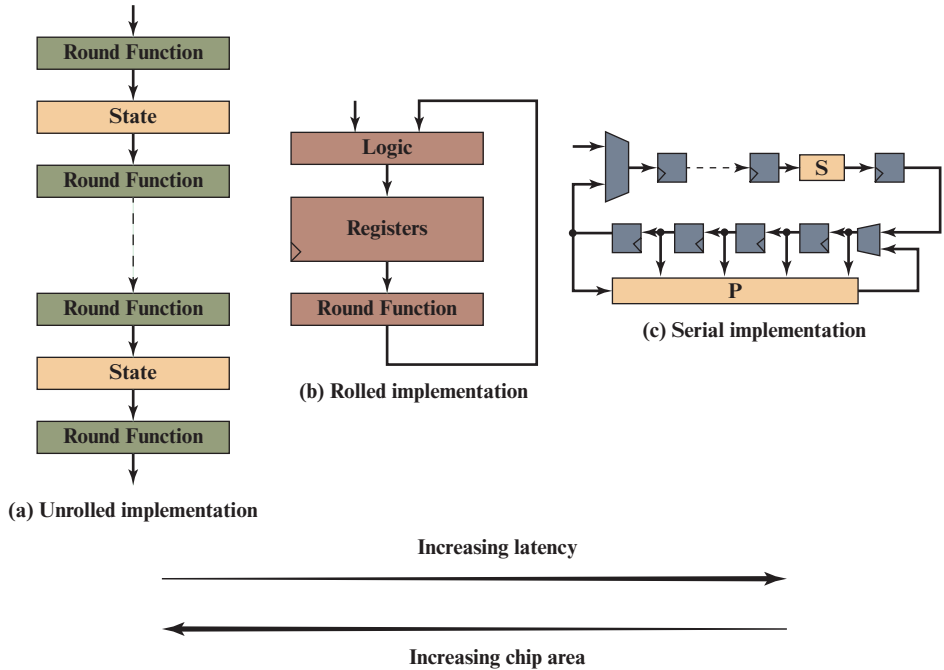 Round Function
State
Round Function
Round Function
State
Round Function
(a) Unrolled implementation
Logic
Registers
Round Function
(b) Rolled implementation
S
P
(c) Serial implementation
Increasing latency
Increasing chip area